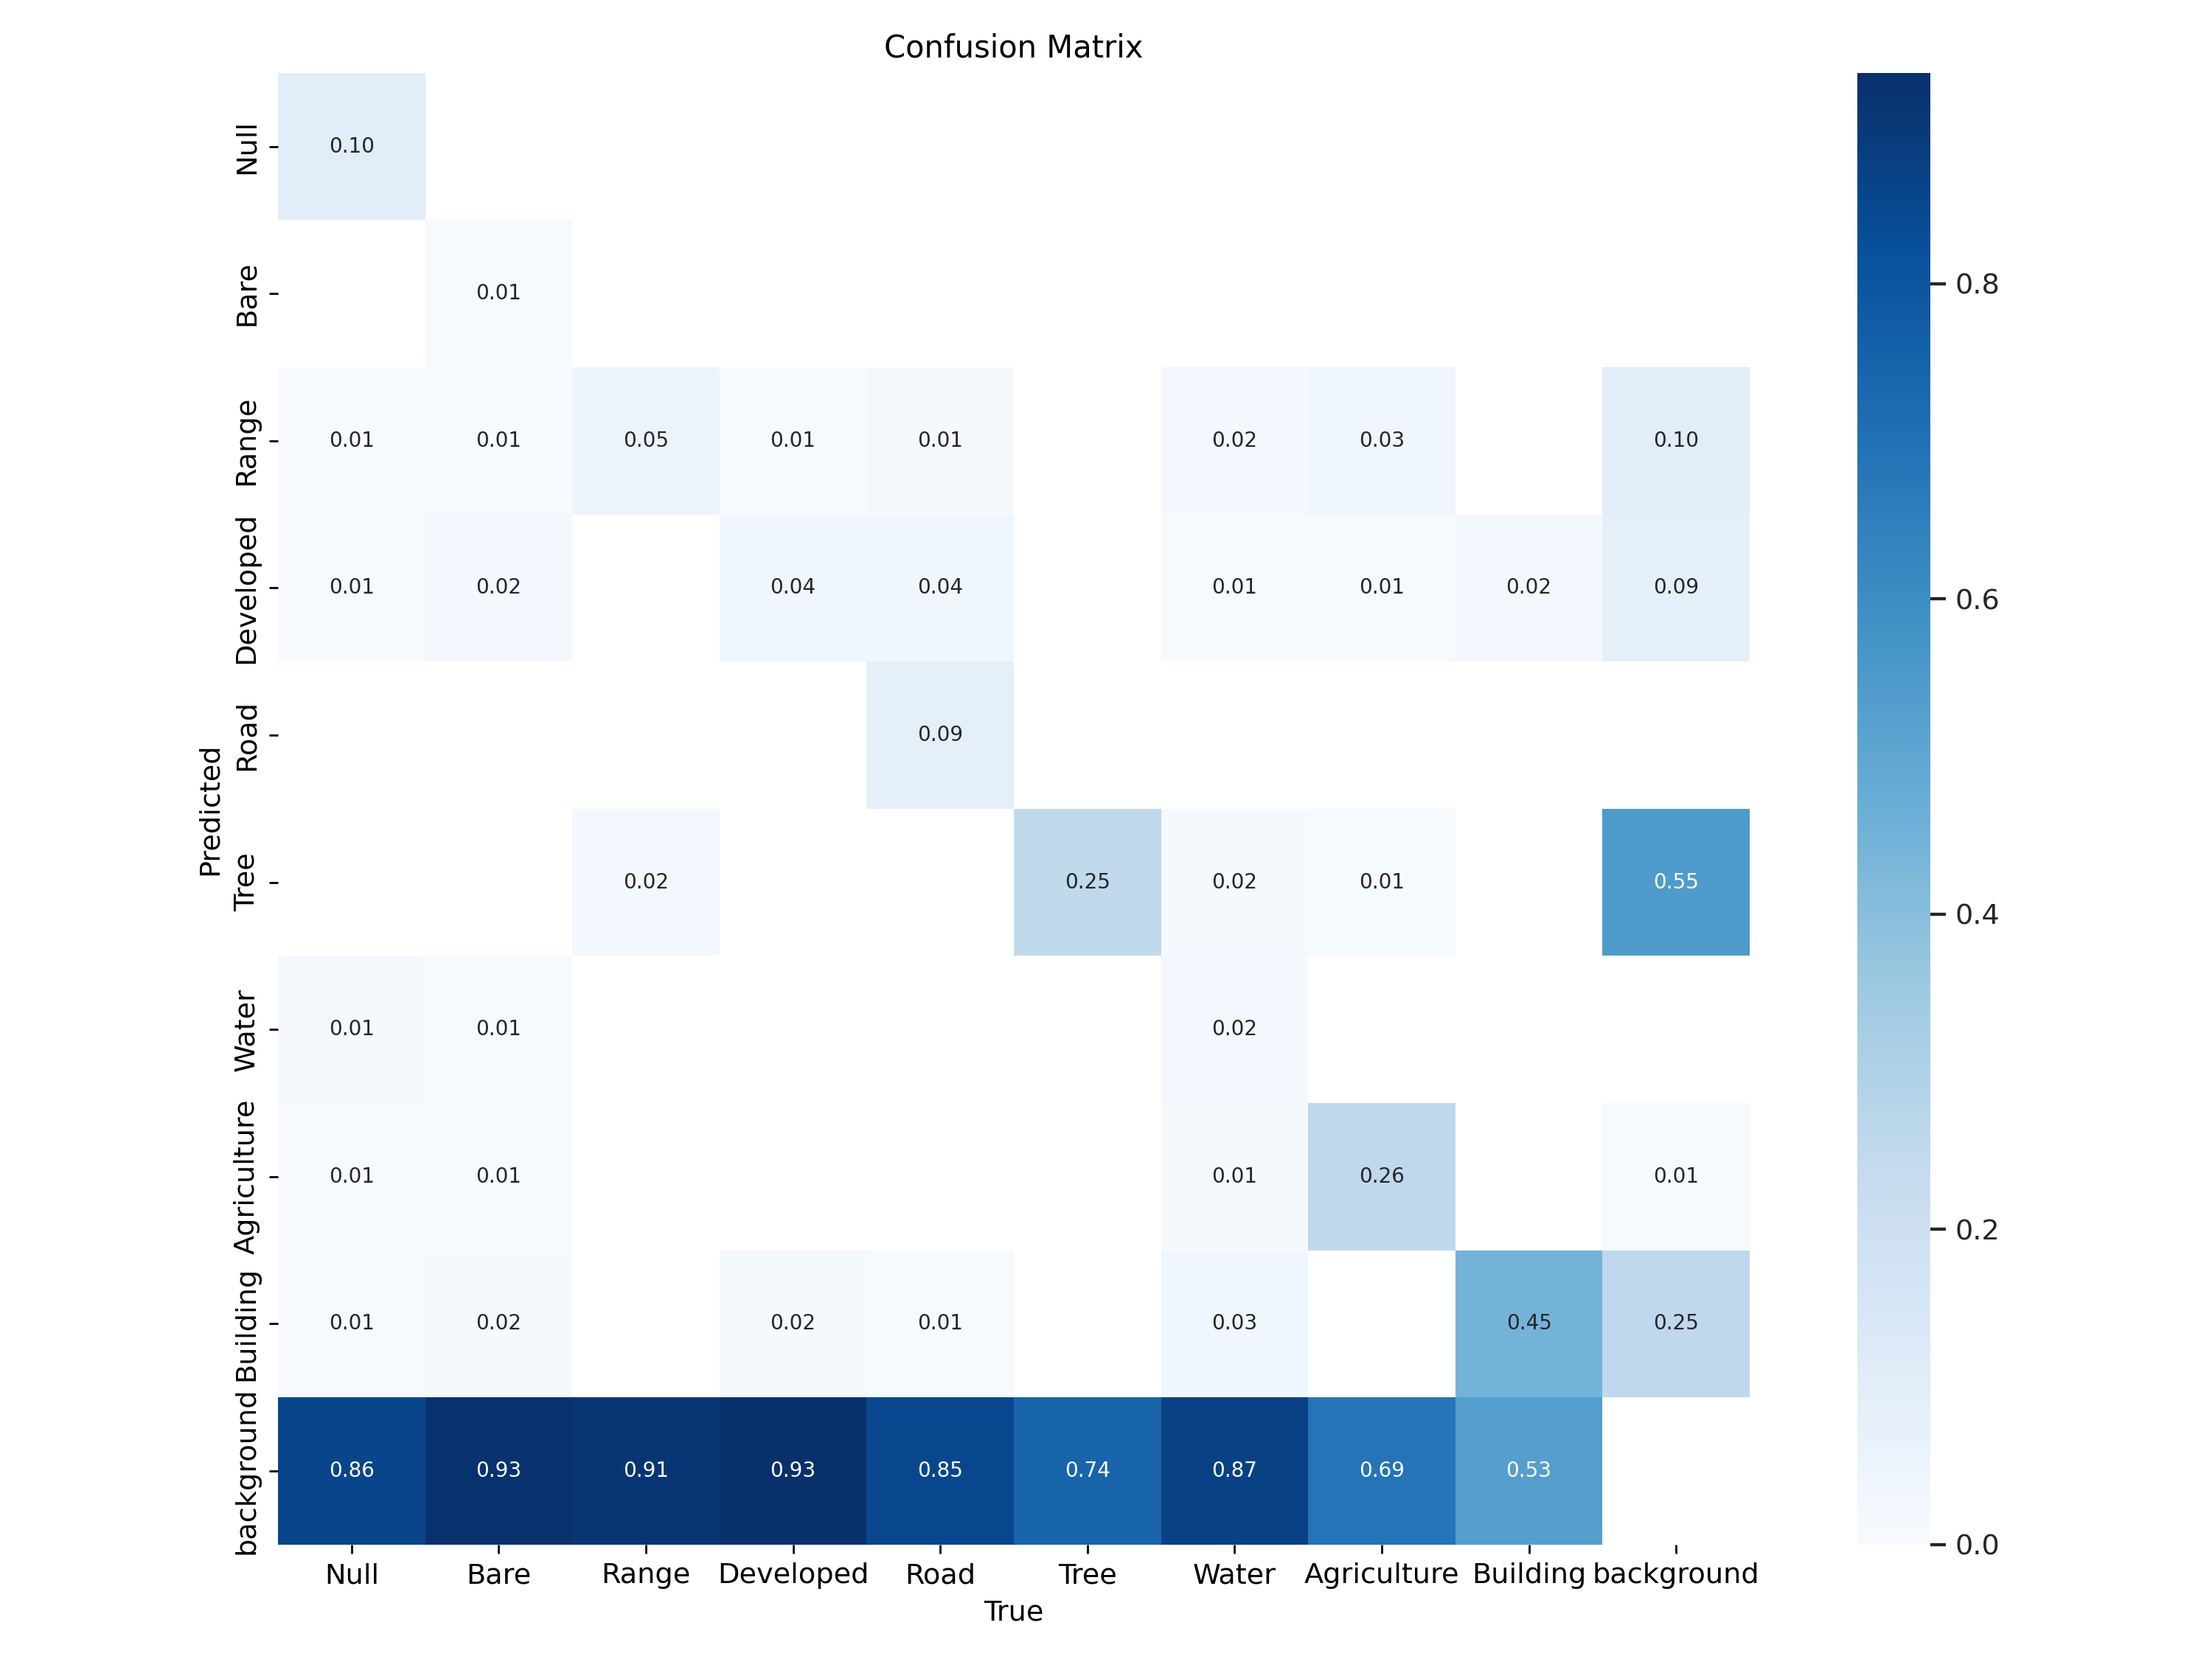 Confusion Matrix
Null 0.10
Bare 0.01
Range 0.01 0.01 0.05 0.01 0.01 0.02 0.03 0.10
Developed 0.01 0.02 0.04 0.04 0.01 0.01 0.02 0.09
Road 0.09
Tree 0.02 0.25 0.02 0.01 0.55
Water 0.01 0.01 0.02
Agriculture 0.01 0.01 0.01 0.26 0.01
Building 0.01 0.02 0.02 0.01 0.03 0.45 0.25
background 0.86 0.93 0.91 0.93 0.85 0.74 0.87 0.69 0.53
Predicted
Null Bare Range Developed Road Tree Water Agriculture Building background
True
0.8
0.6
0.4
0.2
0.0